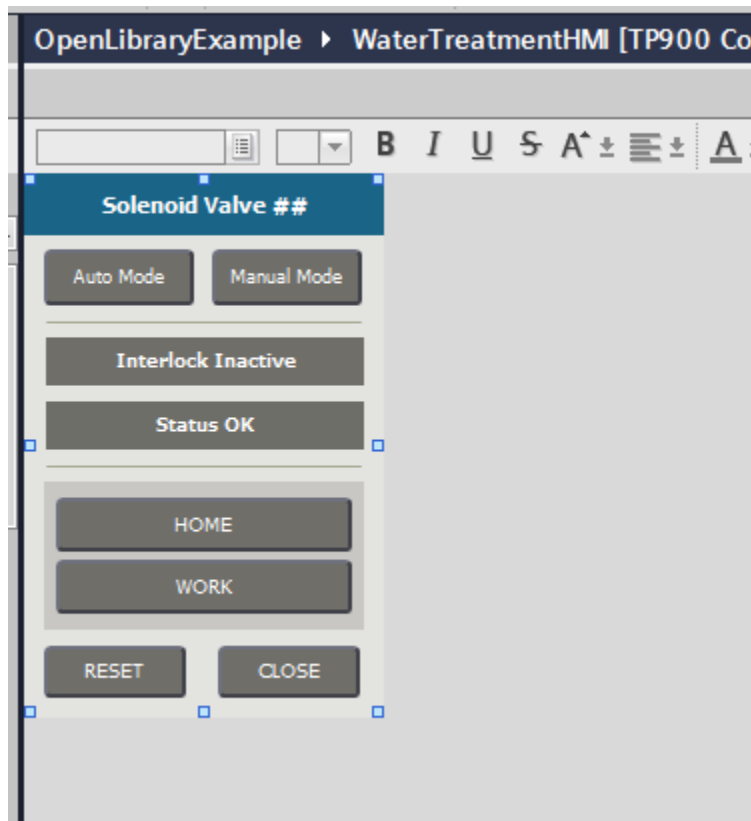 OpenLibraryExample ▸ WaterTreatmentHMI [TP900 Co
B I U S A A
Solenoid Valve ##
Auto Mode Manual Mode
Interlock Inactive
Status OK
HOME
WORK
RESET CLOSE